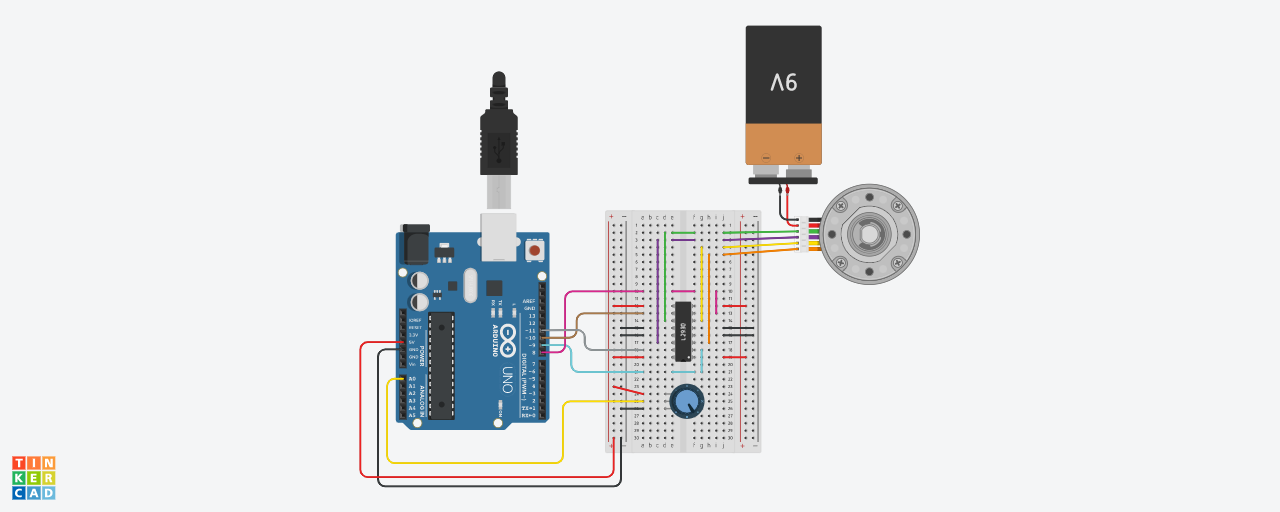 9V
AREF
GND
13
12
~11
~10
~9
8
7
~6
~5
4
~3
2
TX→1
RX←0
DIGITAL (PWM~)
ARDUINO
UNO
TX
RX
L
ON
IOREF
RESET
3.3V
5V
GND
GND
Vin
POWER
A0
A1
A2
A3
A4
A5
ANALOG IN
a b c d e f g h i j
L293D
a b c d e f g h i j
TIN
KER
CAD